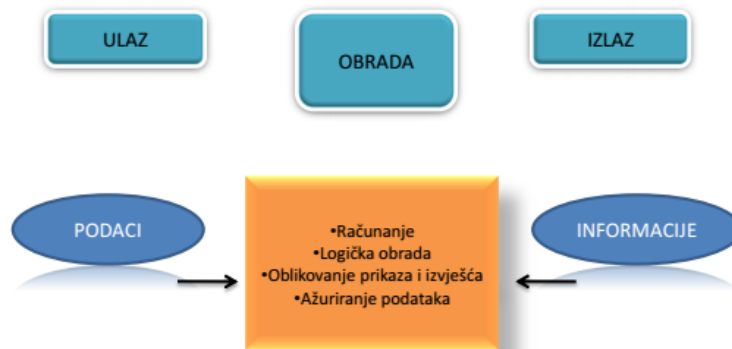 ULAZ
OBRADA
IZLAZ
PODACI
•Računanje
•Logička obrada
•Oblikovanje prikaza i izvješća
•Ažuriranje podataka
INFORMACIJE